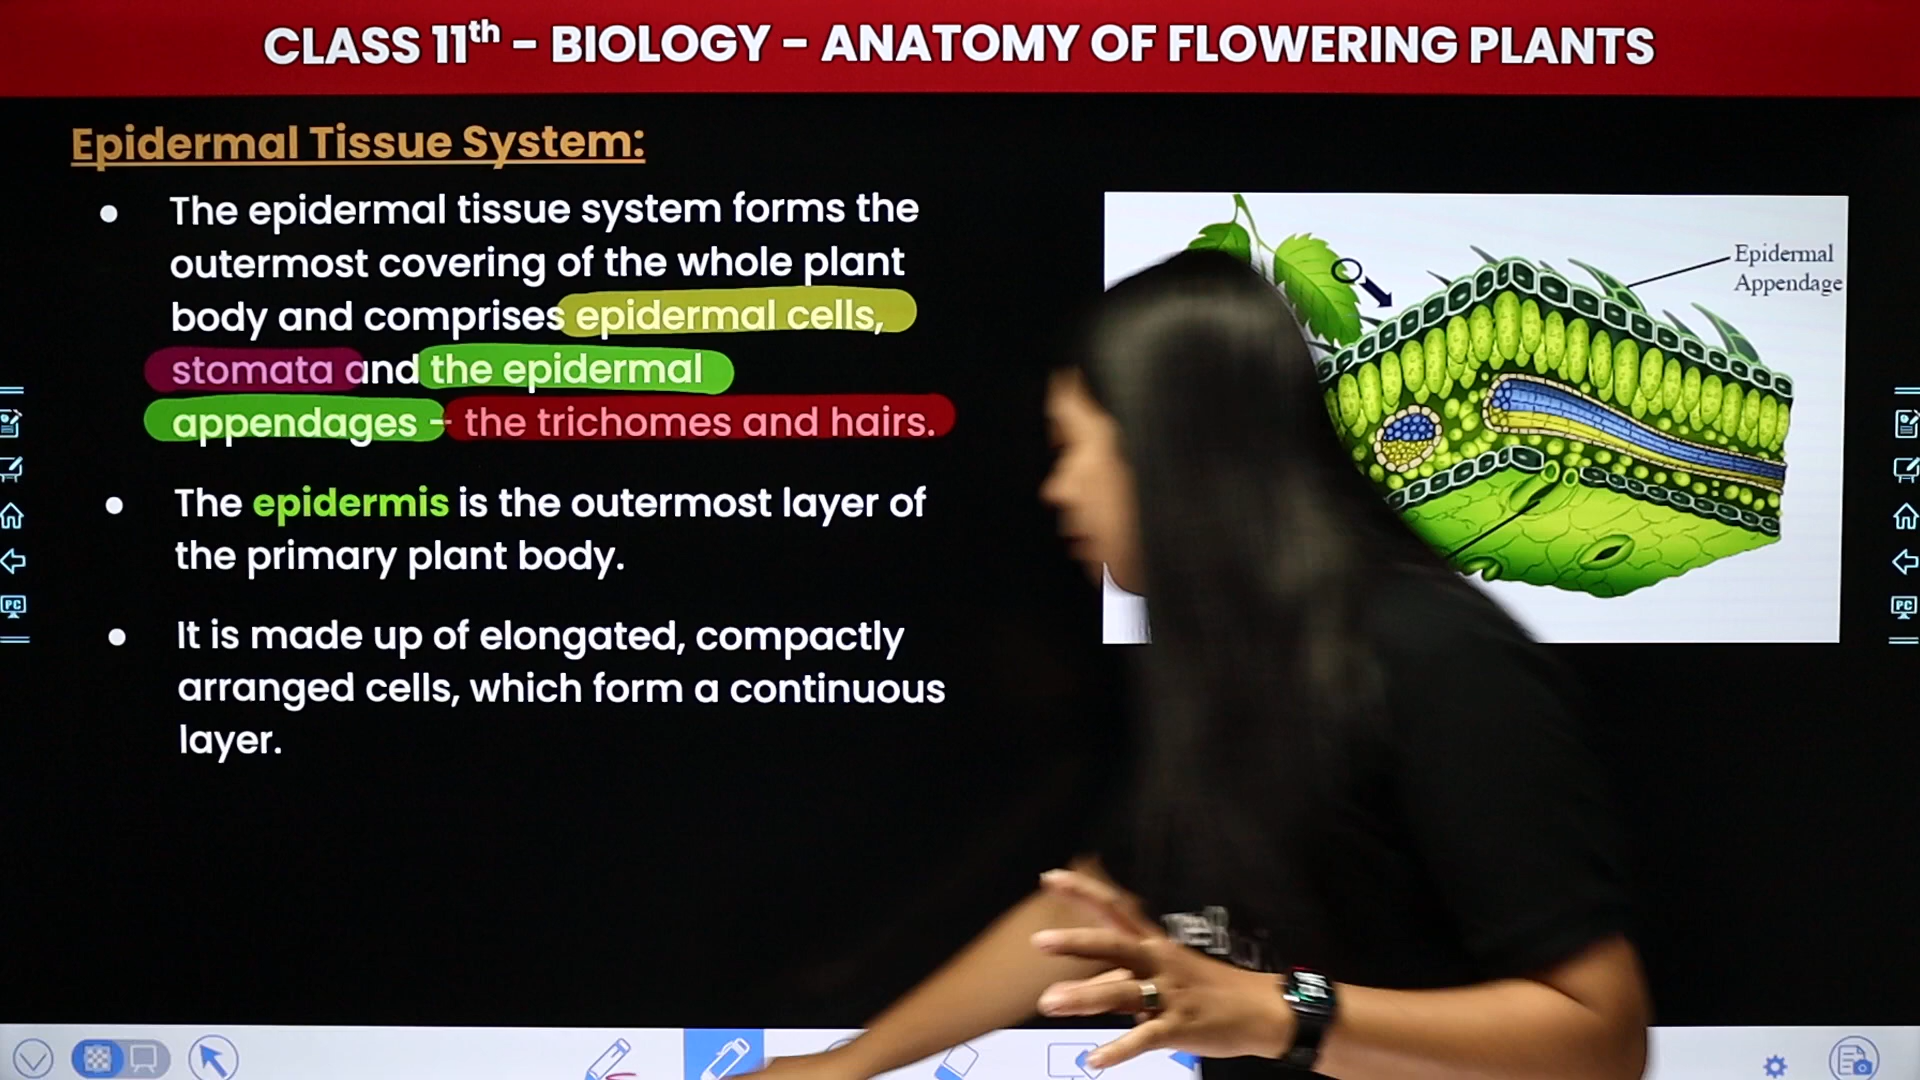 CLASS 11th - BIOLOGY - ANATOMY OF FLOWERING PLANTS
Epidermal Tissue System:
• The epidermal tissue system forms the
outermost covering of the whole plant
body and comprises epidermal cells,
stomata and the epidermal
appendages - the trichomes and hairs.
• The epidermis is the outermost layer of
the primary plant body.
• It is made up of elongated, compactly
arranged cells, which form a continuous
layer.
Epidermal
Appendage
PC
PC